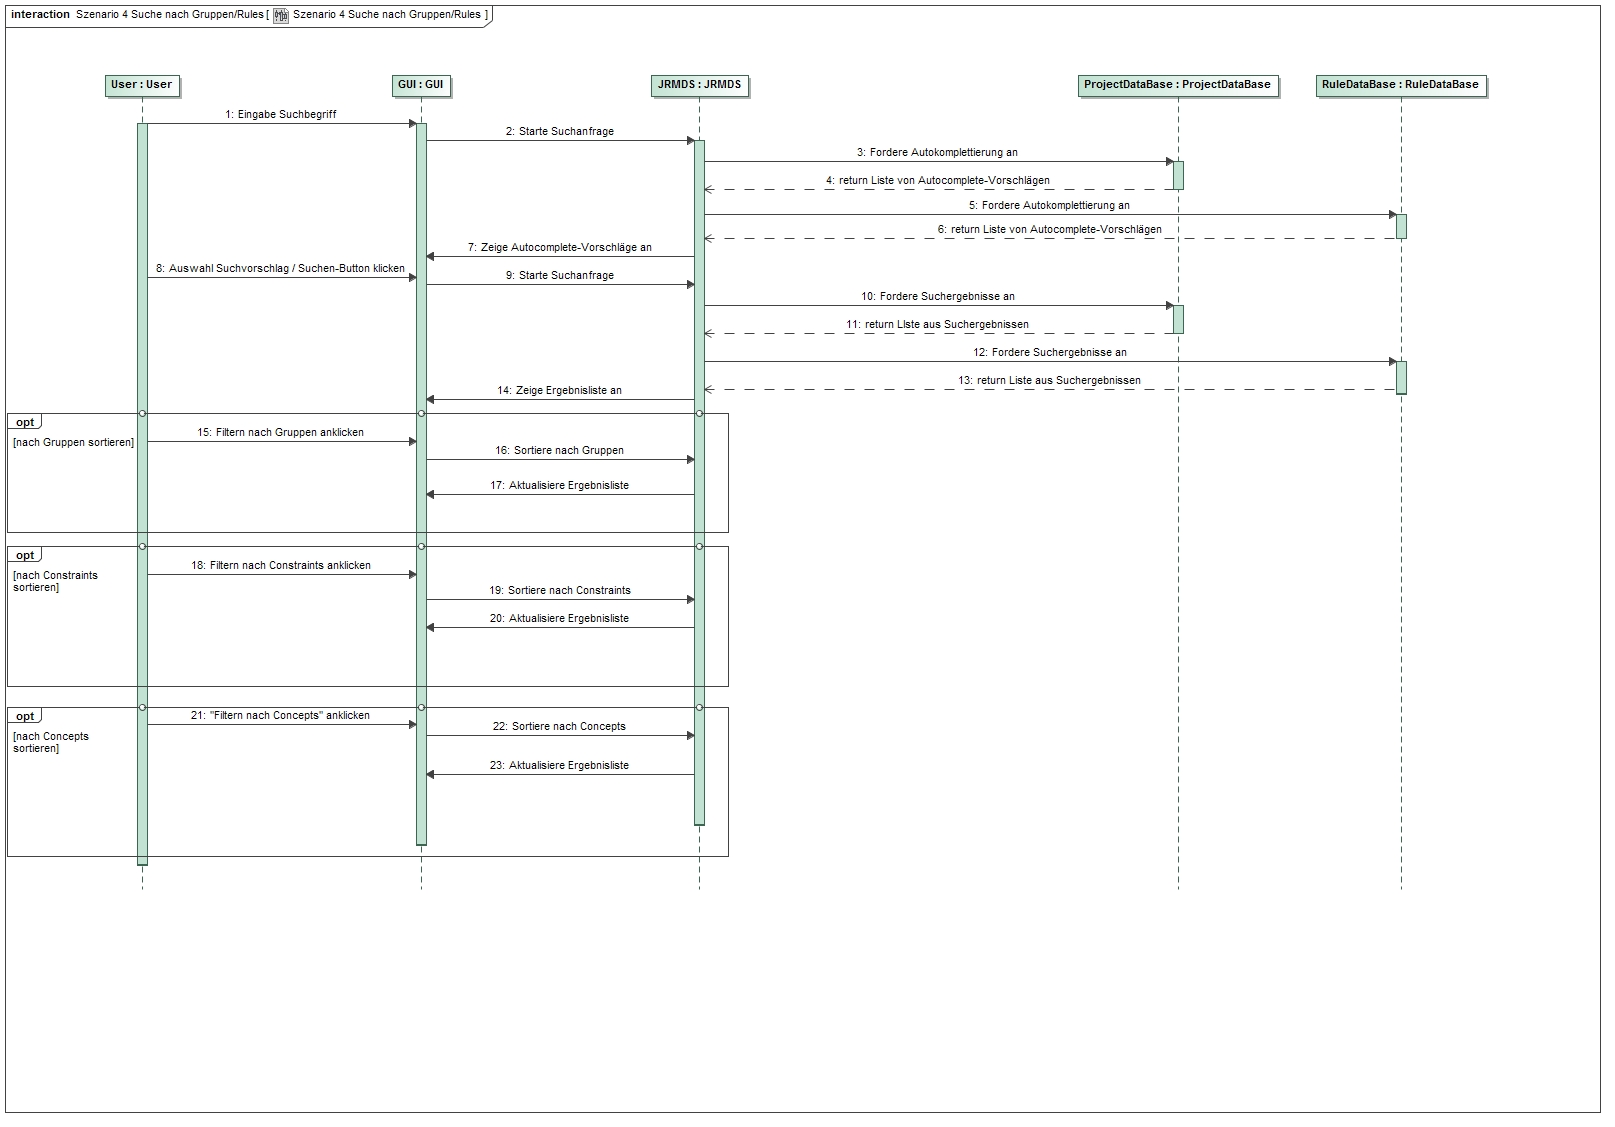 interaction Szenario 4 Suche nach Gruppen/Rules [ Szenario 4 Suche nach Gruppen/Rules ]
User : User
GUI : GUI
JRMDS : JRMDS
ProjectDataBase : ProjectDataBase
RuleDataBase : RuleDataBase
1: Eingabe Suchbegriff
2: Starte Suchanfrage
3: Fordere Autokomplettierung an
4: return Liste von Autocomplete-Vorschlägen
5: Fordere Autokomplettierung an
6: return Liste von Autocomplete-Vorschlägen
7: Zeige Autocomplete-Vorschläge an
8: Auswahl Suchvorschlag / Suchen-Button klicken
9: Starte Suchanfrage
10: Fordere Suchergebnisse an
11: return LIste aus Suchergebnissen
12: Fordere Suchergebnisse an
13: return Liste aus Suchergebnissen
14: Zeige Ergebnisliste an
opt
[nach Gruppen sortieren]
15: Filtern nach Gruppen anklicken
16: Sortiere nach Gruppen
17: Aktualisiere Ergebnisliste
opt
[nach Constraints
sortieren]
18: Filtern nach Constraints anklicken
19: Sortiere nach Constraints
20: Aktualisiere Ergebnisliste
opt
[nach Concepts
sortieren]
21: "Filtern nach Concepts" anklicken
22: Sortiere nach Concepts
23: Aktualisiere Ergebnisliste